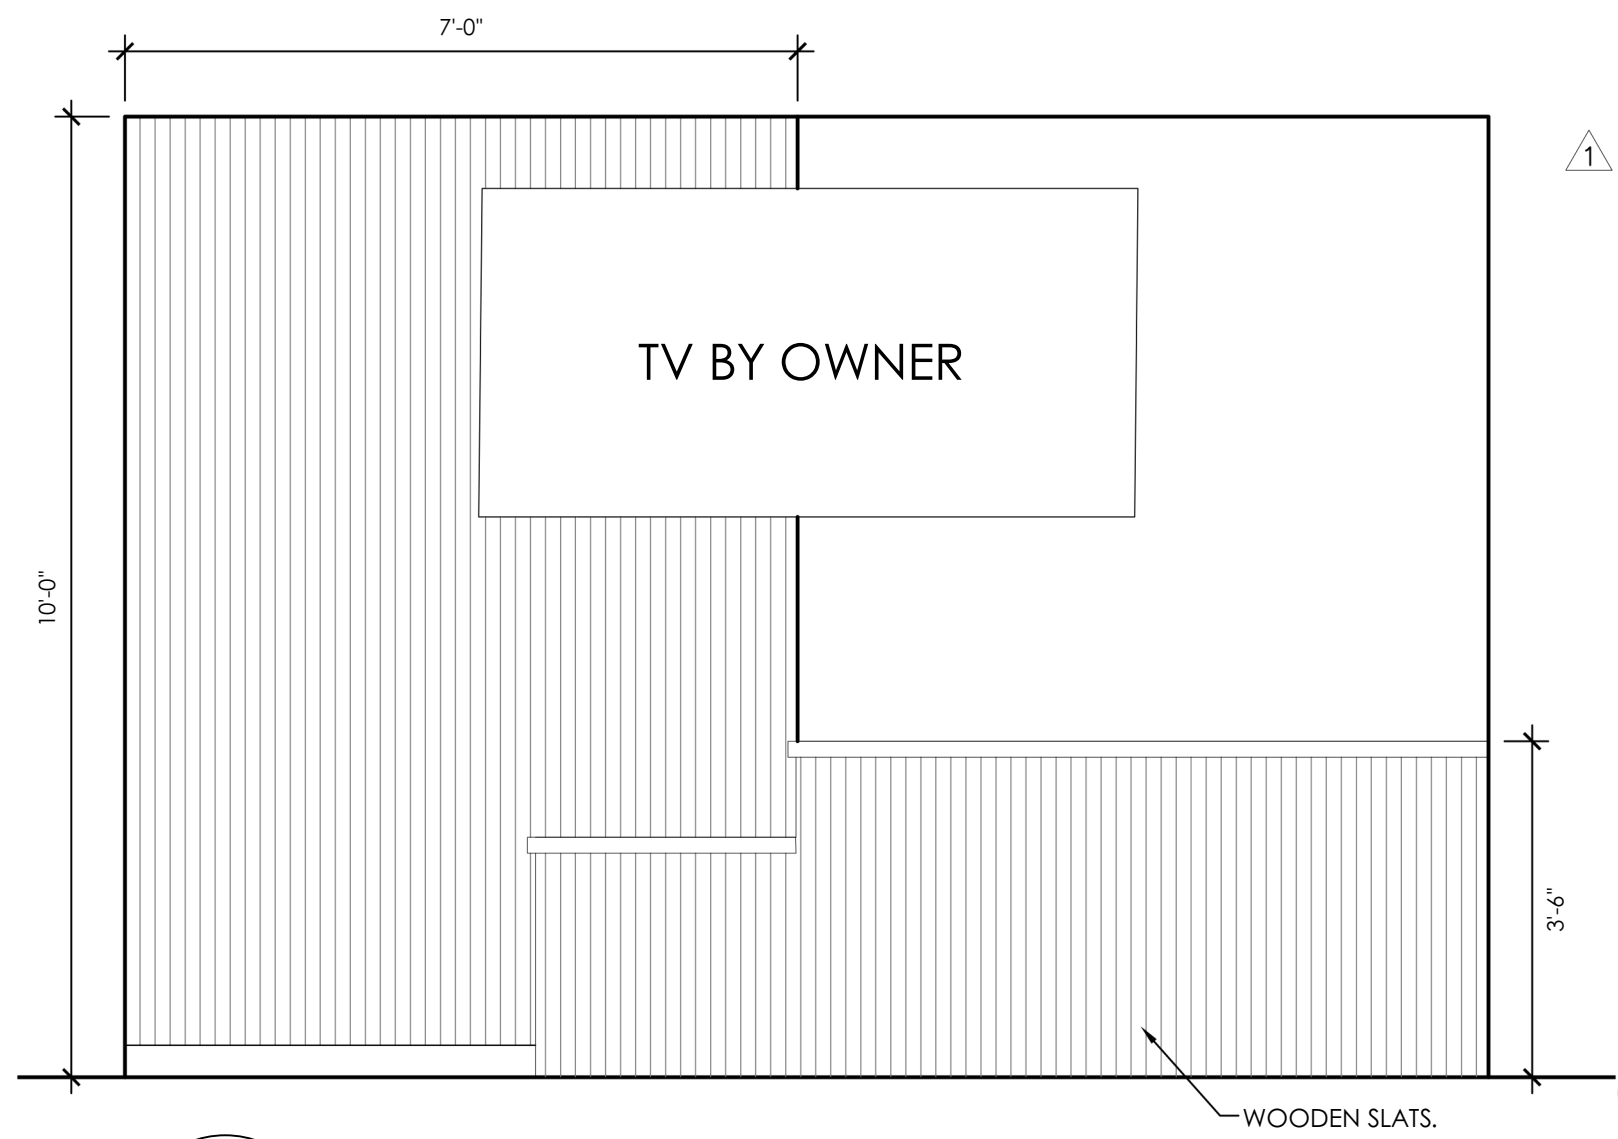 7'-0"
1
TV BY OWNER
10'-0"
3'-6"
WOODEN SLATS.